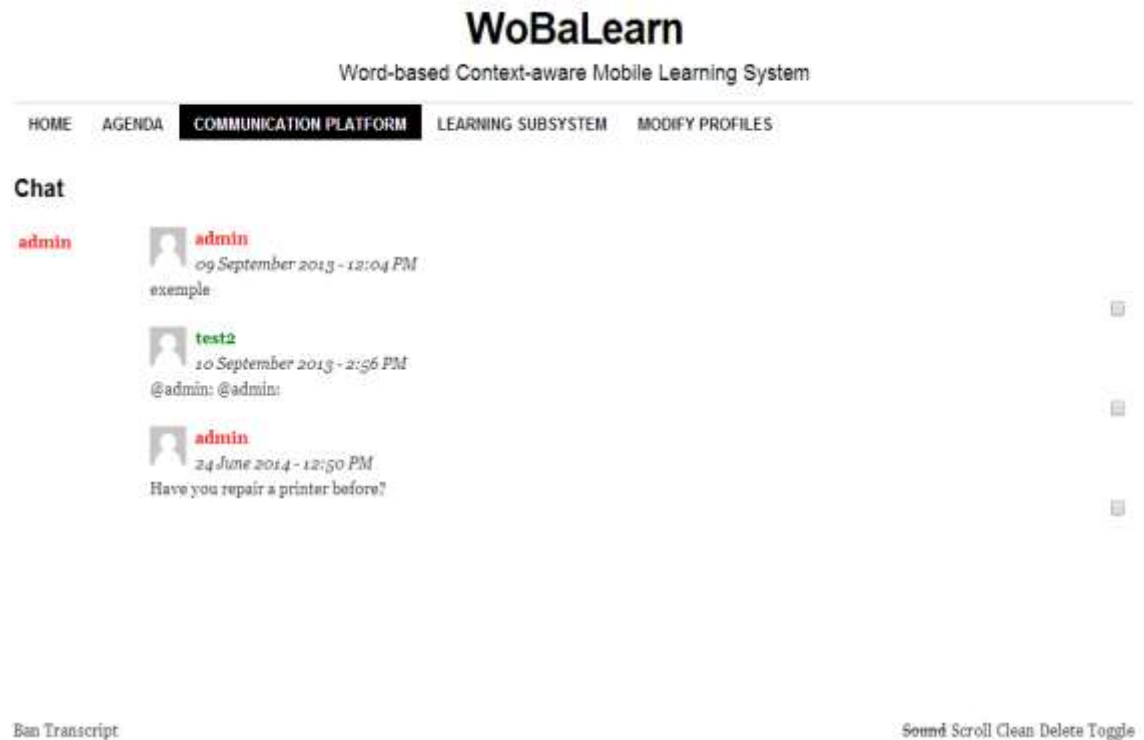 WoBaLearn
Word-based Context-aware Mobile Learning System
HOME AGENDA COMMUNICATION PLATFORM LEARNING SUBSYSTEM MODIFY PROFILES
Chat
admin
admin
09 September 2013 - 12:04 PM
exemple
test2
10 September 2013 - 2:56 PM
@admin: @admin:
admin
24 June 2014 - 12:50 PM
Have you repair a printer before?
Ban Transcript
Sound Scroll Clean Delete Toggle